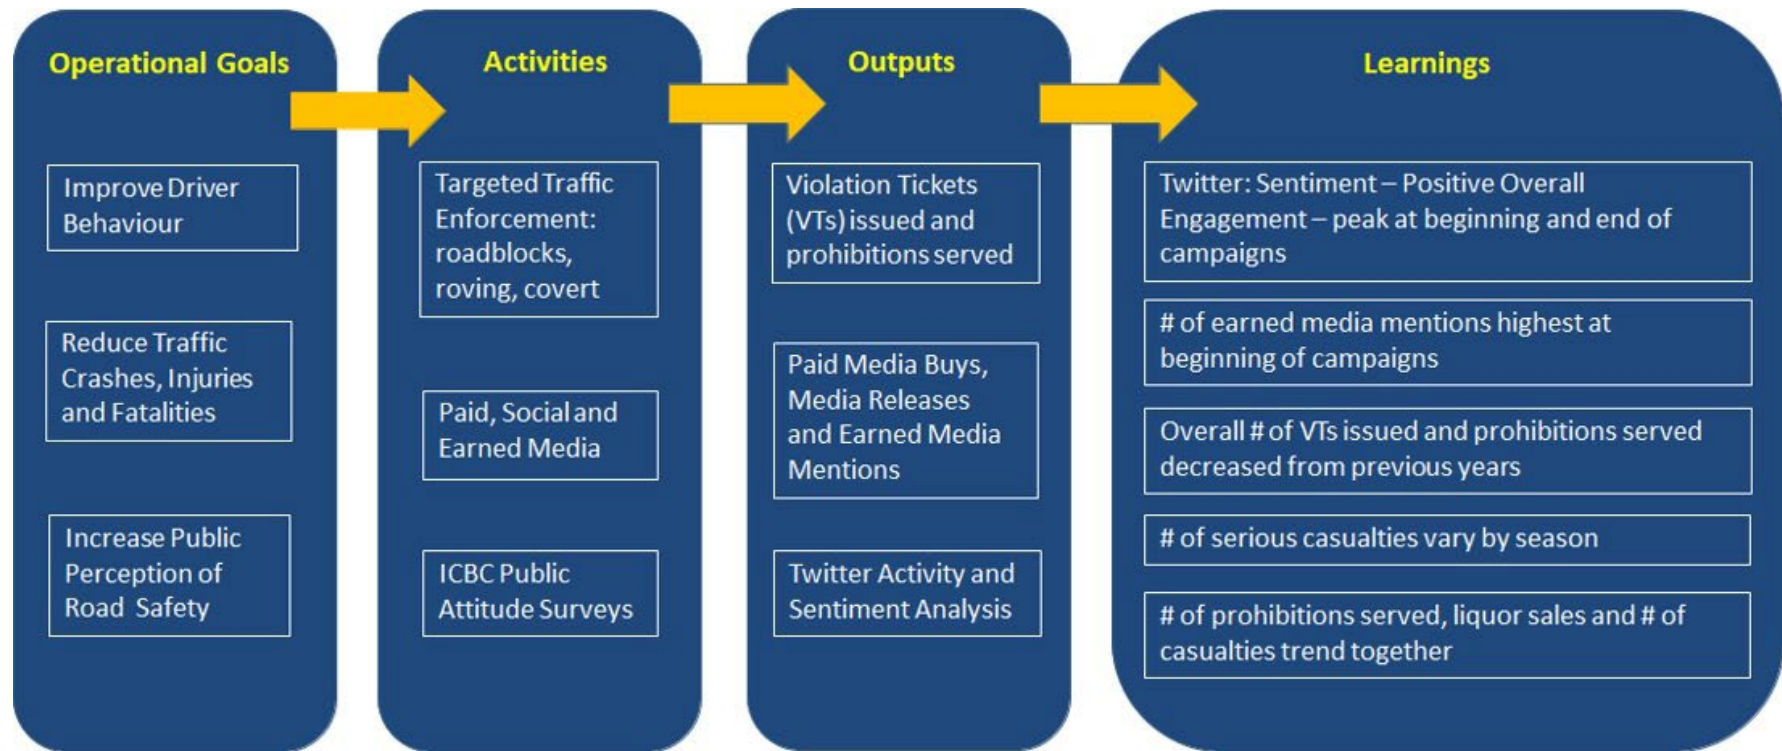 Operational Goals
Improve Driver
Behaviour
Reduce Traffic
Crashes, Injuries
and Fatalities
Increase Public
Perception of
Road Safety
Activities
Targeted Traffic
Enforcement:
roadblocks,
roving, covert
Paid, Social and
Earned Media
ICBC Public
Attitude Surveys
Outputs
Violation Tickets
(VTs) issued and
prohibitions served
Paid Media Buys,
Media Releases
and Earned Media
Mentions
Twitter Activity and
Sentiment Analysis
Learnings
Twitter: Sentiment – Positive Overall
Engagement – peak at beginning and end of
campaigns
# of earned media mentions highest at
beginning of campaigns
Overall # of VTs issued and prohibitions served
decreased from previous years
# of serious casualties vary by season
# of prohibitions served, liquor sales and # of
casualties trend together